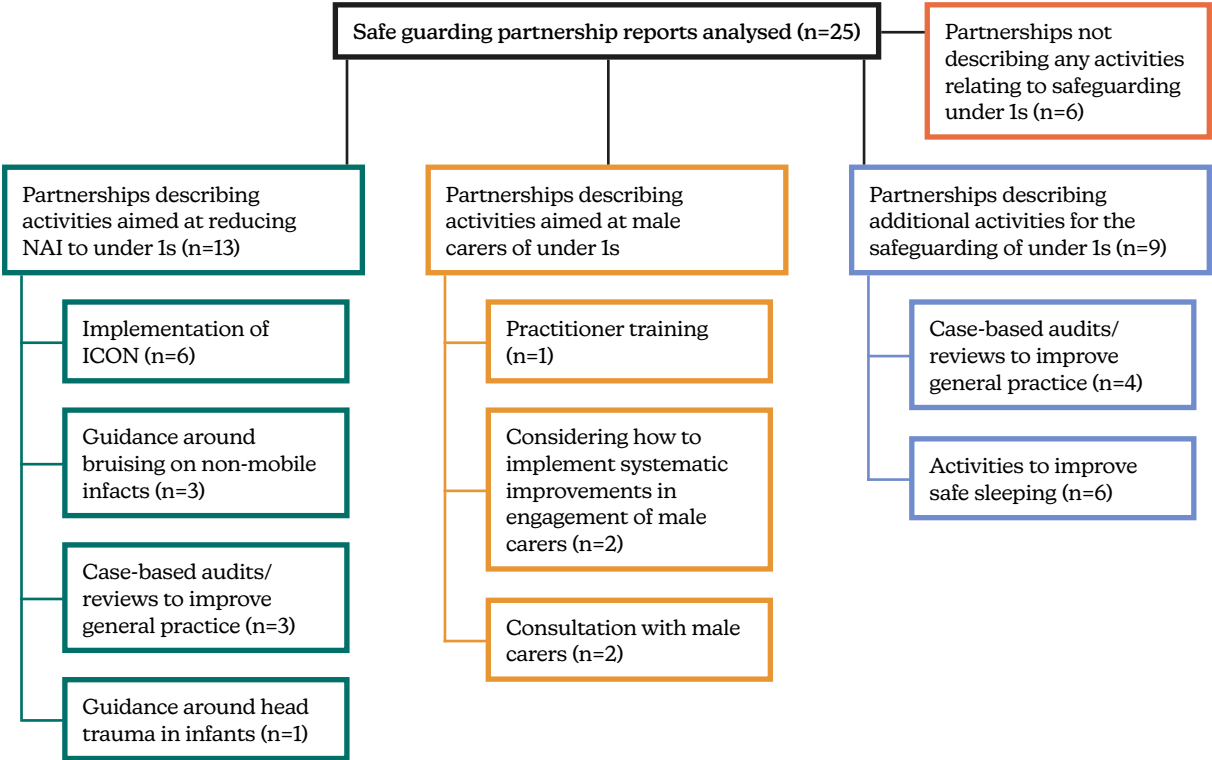 Safe guarding partnership reports analysed (n=25)
Partnerships not
describing any activities
relating to safeguarding
under 1s (n=6)
Partnerships describing
activities aimed at reducing
NAI to under 1s (n=13)
Implementation of
ICON (n=6)
Guidance around
bruising on non-mobile
infacts (n=3)
Case-based audits/
reviews to improve
general practice (n=3)
Guidance around head
trauma in infants (n=1)
Partnerships describing
activities aimed at male
carers of under 1s
Practitioner training
(n=1)
Considering how to
implement systematic
improvements in
engagement of male
carers (n=2)
Consultation with male
carers (n=2)
Partnerships describing
additional activities for the
safeguarding of under 1s (n=9)
Case-based audits/
reviews to improve
general practice (n=4)
Activities to improve
safe sleeping (n=6)